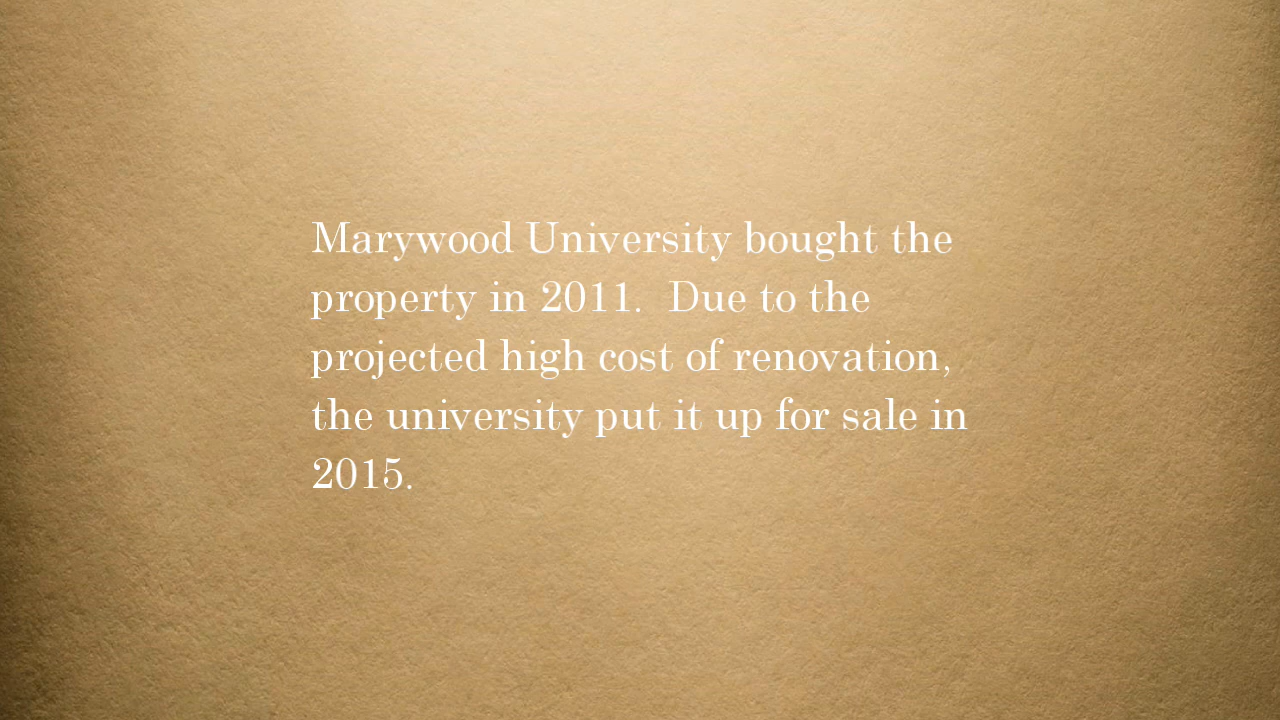 Marywood University bought the
property in 2011.  Due to the
projected high cost of renovation,
the university put it up for sale in
2015.